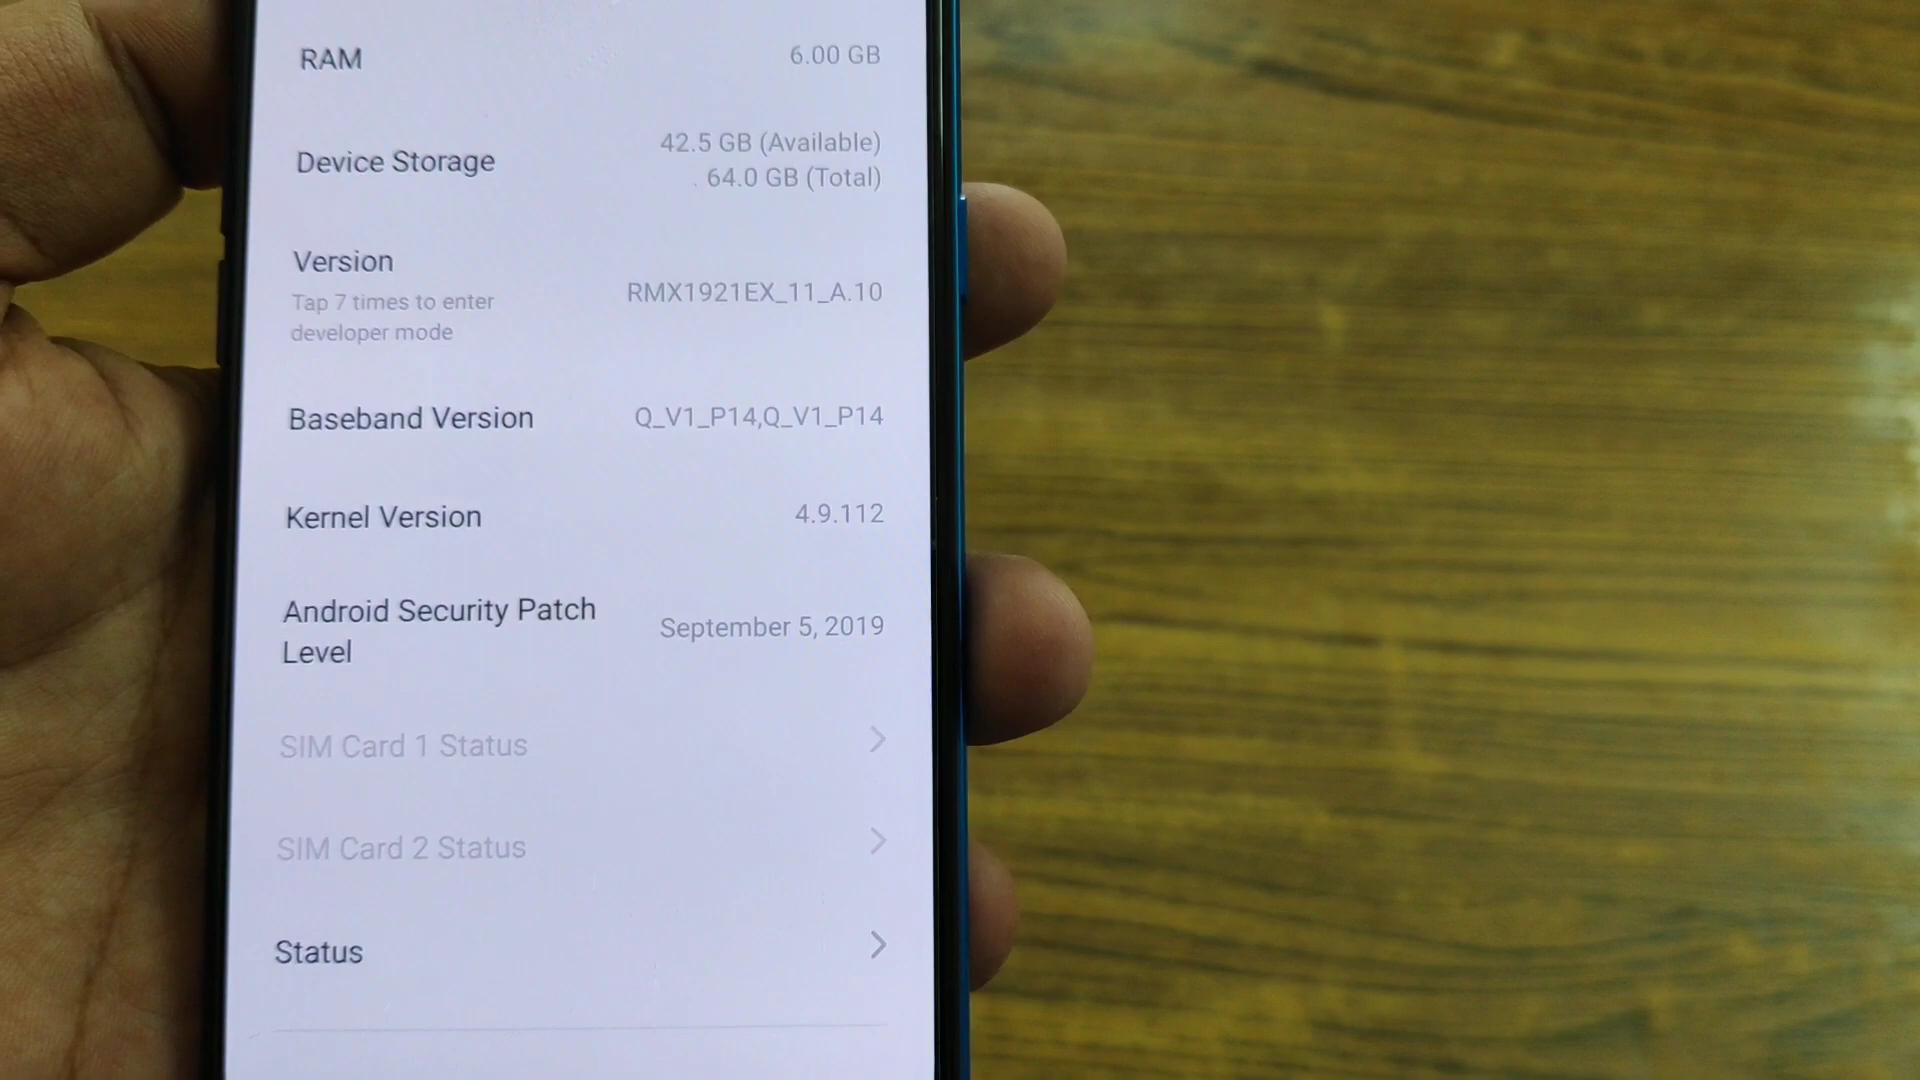 RAM 6.00 GB
Device Storage 42.5 GB (Available)
64.0 GB (Total)
Version
Tap 7 times to enter
developer mode
RMX1921EX_11_A.10
Baseband Version Q_V1_P14,Q_V1_P14
Kernel Version 4.9.112
Android Security Patch
Level
September 5, 2019
SIM Card 1 Status
SIM Card 2 Status
Status